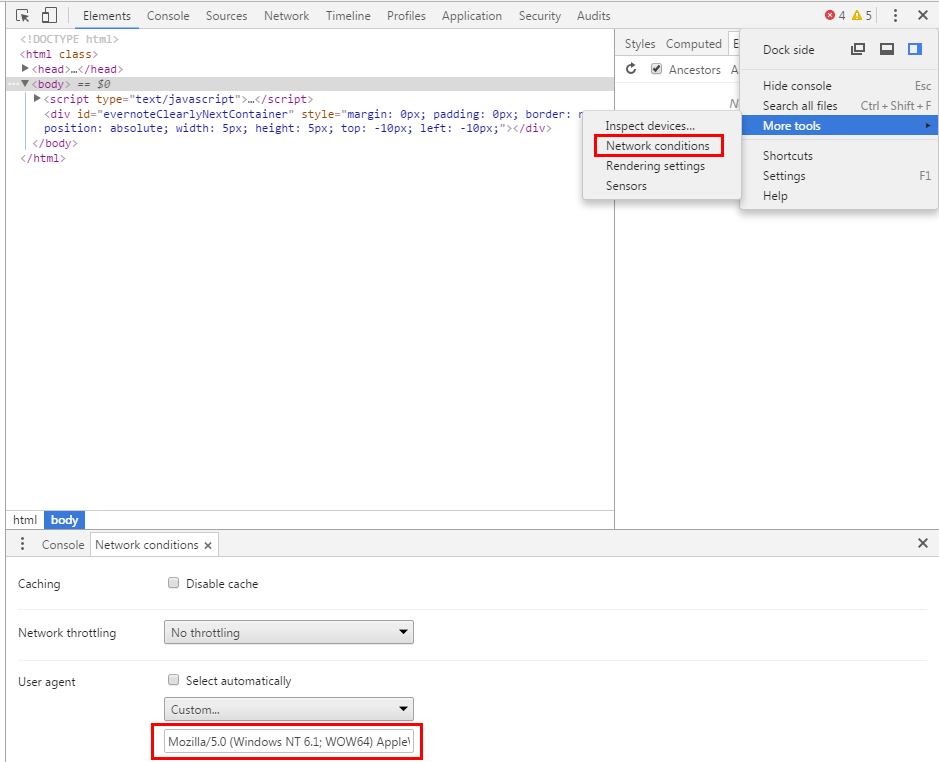 Elements Console Sources Network Timeline Profiles Application Security Audits 4 5
<!DOCTYPE html>
<html class>
<head>…</head>
<body> == $0
<script type="text/javascript">…</script>
<div id="evernoteClearlyNextContainer" style="margin: 0px; padding: 0px; border:
position: absolute; width: 5px; height: 5px; top: -10px; left: -10px;"></div>
</body>
</html>
Styles Computed
Ancestors
Dock side
Hide console Esc
Search all files Ctrl + Shift + F
More tools
Shortcuts
Settings F1
Help
Inspect devices...
Network conditions
Rendering settings
Sensors
html body
Console Network conditions
Caching Disable cache
Network throttling No throttling
User agent Select automatically
Custom...
Mozilla/5.0 (Windows NT 6.1; WOW64) Apple